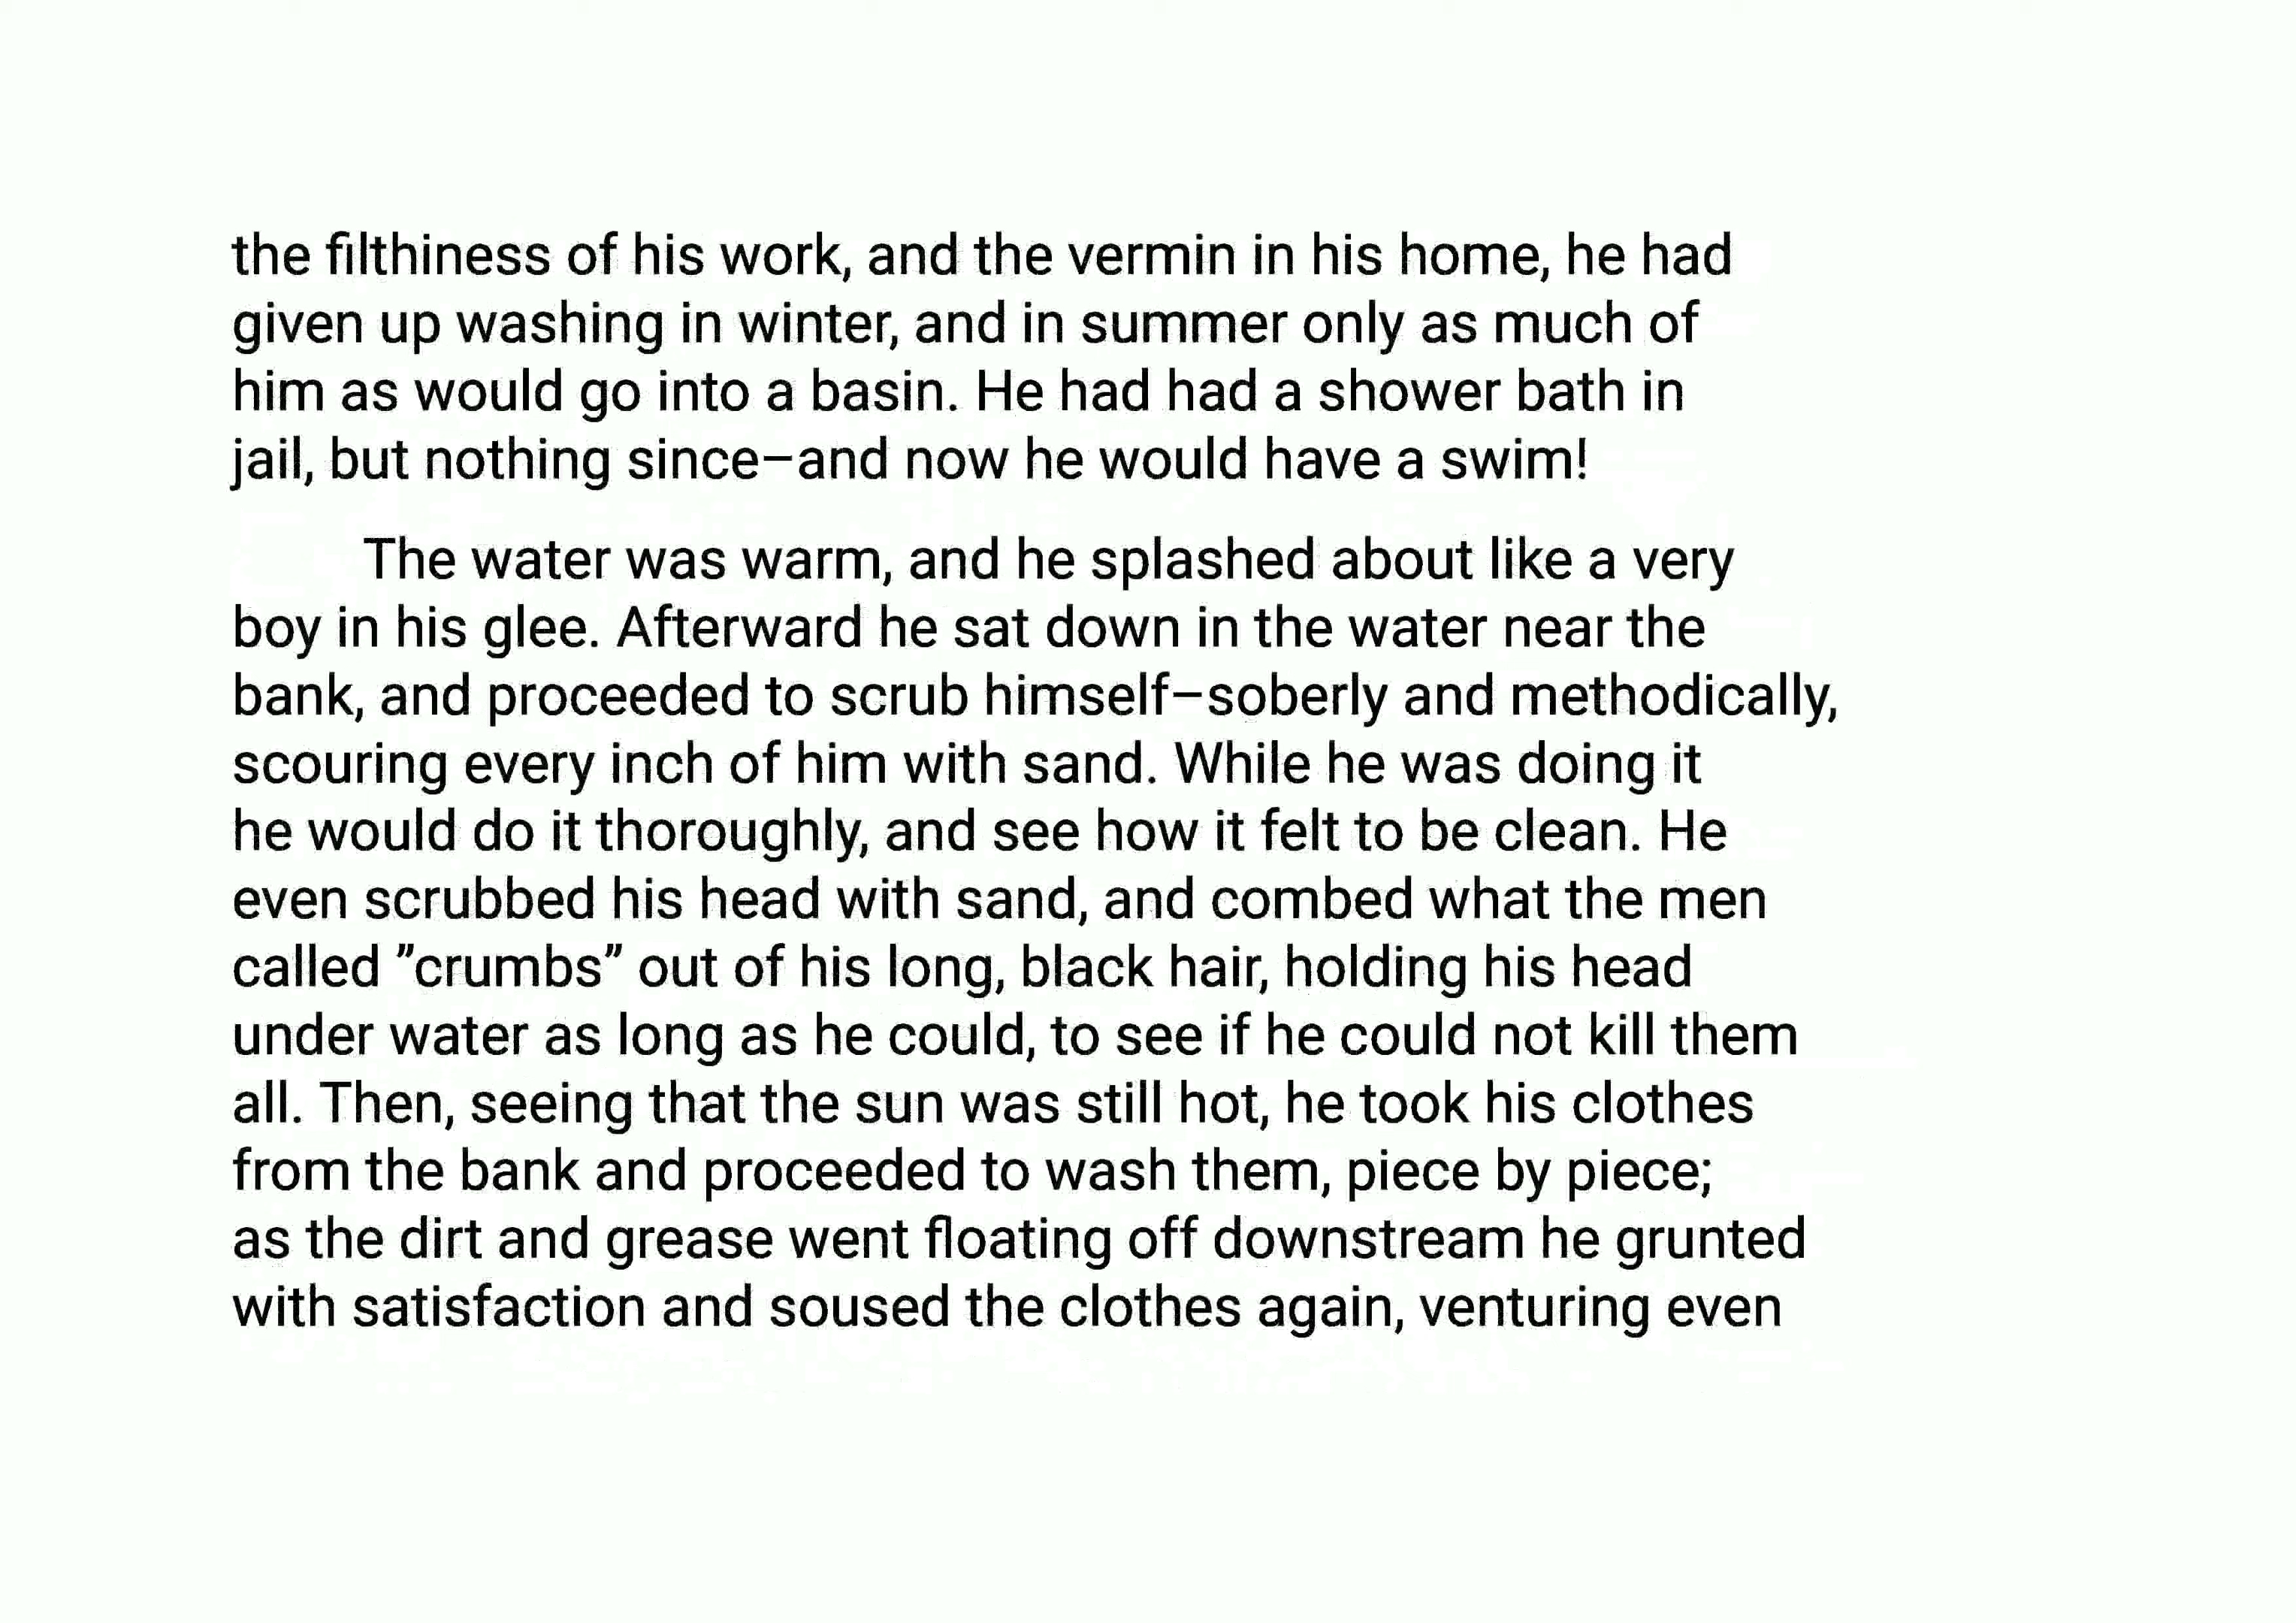 the filthiness of his work, and the vermin in his home, he had
given up washing in winter, and in summer only as much of
him as would go into a basin. He had had a shower bath in
jail, but nothing since–and now he would have a swim!
The water was warm, and he splashed about like a very
boy in his glee. Afterward he sat down in the water near the
bank, and proceeded to scrub himself–soberly and methodically,
scouring every inch of him with sand. While he was doing it
he would do it thoroughly, and see how it felt to be clean. He
even scrubbed his head with sand, and combed what the men
called ”crumbs” out of his long, black hair, holding his head
under water as long as he could, to see if he could not kill them
all. Then, seeing that the sun was still hot, he took his clothes
from the bank and proceeded to wash them, piece by piece;
as the dirt and grease went floating off downstream he grunted
with satisfaction and soused the clothes again, venturing even